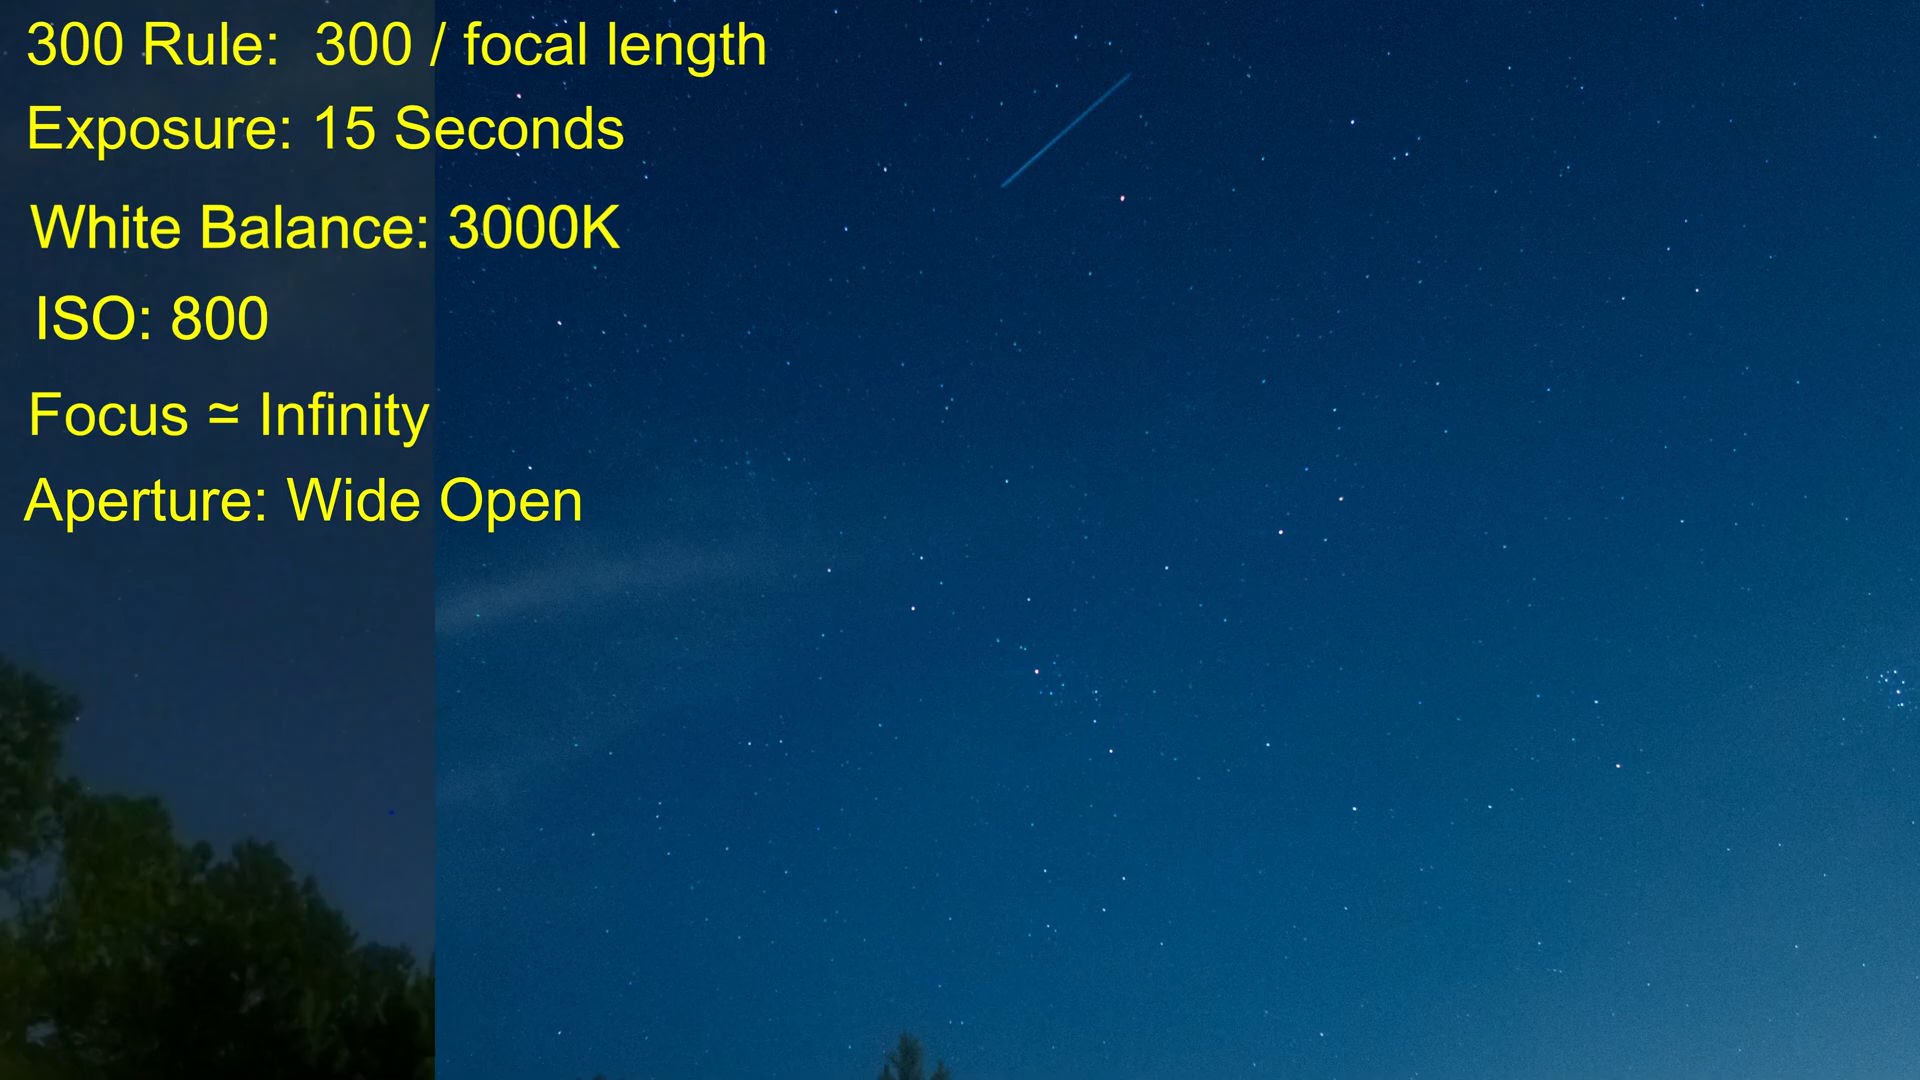 300 Rule:  300 / focal length
Exposure: 15 Seconds
White Balance: 3000K
ISO: 800
Focus ≃ Infinity
Aperture: Wide Open